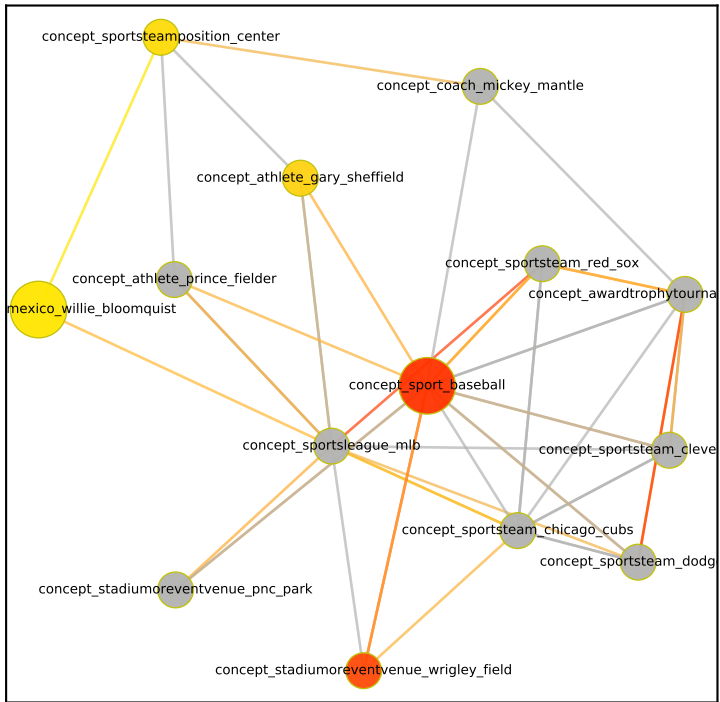 concept_sportsteamposition_center
concept_coach_mickey_mantle
concept_athlete_gary_sheffield
concept_sportsteam_red_sox
concept_athlete_prince_fielder
concept_awardtrophytourna
mexico_willie_bloomquist
concept_sport_baseball
concept_sportsleague_mlb
concept_sportsteam_cleve
concept_sportsteam_chicago_cubs
concept_sportsteam_dodg
concept_stadiumoreventvenue_pnc_park
concept_stadiumoreventvenue_wrigley_field